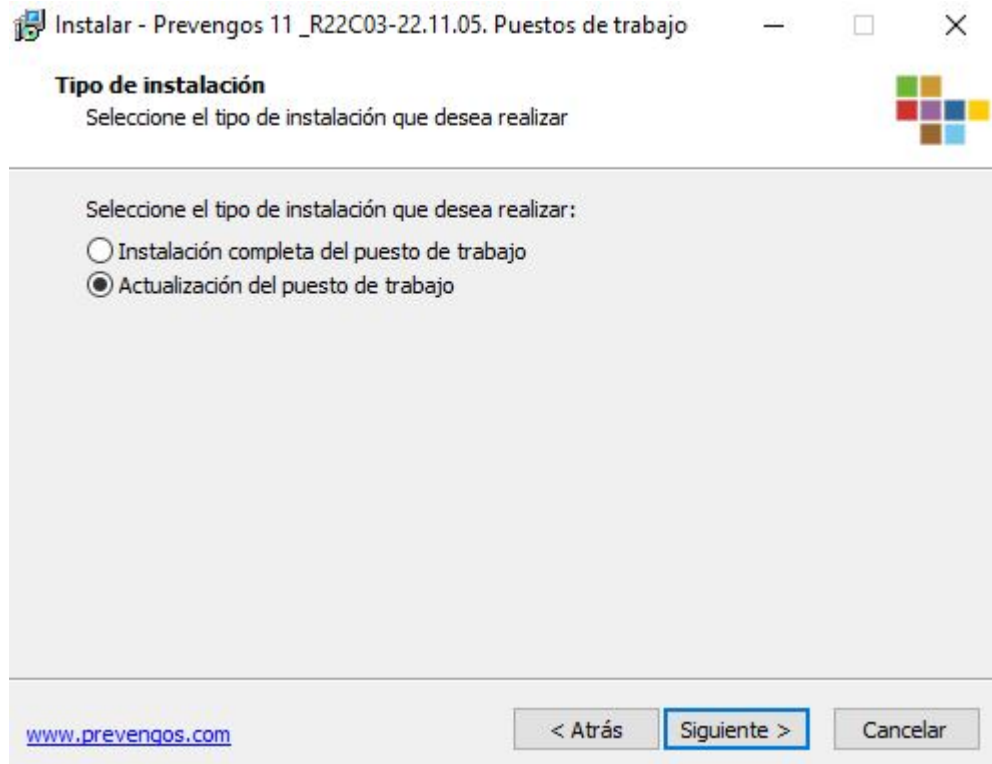 Instalar - Prevengos 11 _R22C03-22.11.05. Puestos de trabajo
Tipo de instalación
Seleccione el tipo de instalación que desea realizar
Seleccione el tipo de instalación que desea realizar:
Instalación completa del puesto de trabajo
Actualización del puesto de trabajo
www.prevengos.com
< Atrás Siguiente > Cancelar